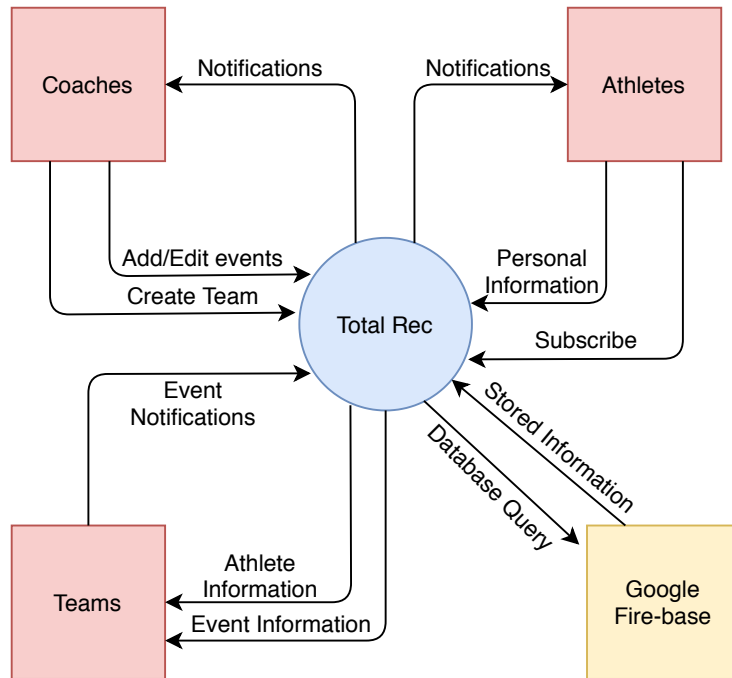 Notifications
Notifications
Coaches
Athletes
Add/Edit events
Create Team
Personal
Information
Total Rec
Subscribe
Event
Notifications
Stored Information
Database Query
Athlete
Information
Event Information
Teams
Google
Fire-base